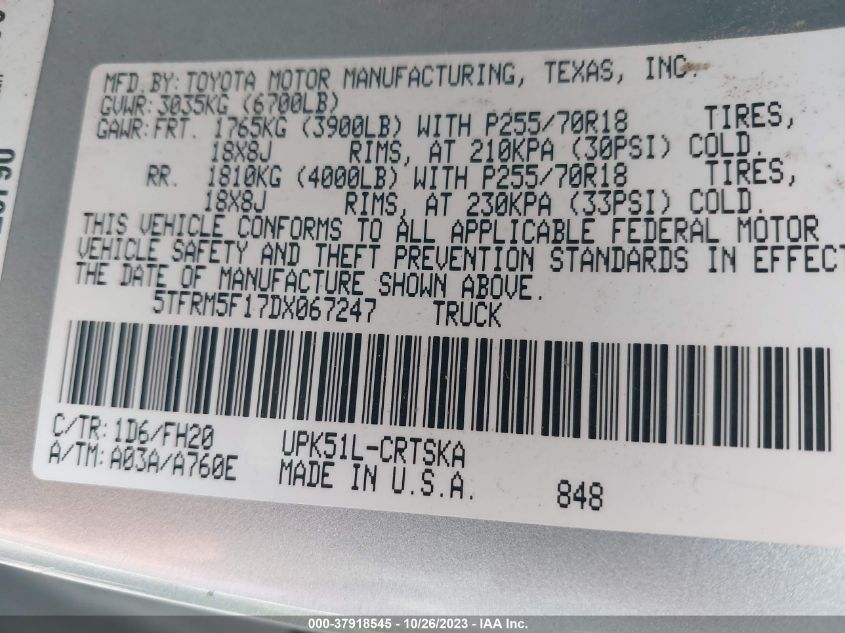 MFD.BY:TOYOTA MOTOR MANUFACTURING, TEXAS, INC.
GVWR:3035KG (6700LB)
GAWR:FRT. 1765KG (3900LB) WITH P255/70R18 TIRES,
18X8J RIMS, AT 210KPA (30PSI) COLD.
RR. 1810KG (4000LB) WITH P255/70R18 TIRES,
18X8J RIMS, AT 230KPA (33PSI) COLD.
THIS VEHICLE CONFORMS TO ALL APPLICABLE FEDERAL MOTOR
VEHICLE SAFETY AND THEFT PREVENTION STANDARDS IN EFFECT
THE DATE OF MANUFACTURE SHOWN ABOVE.
5TFRM5F17DX067247 TRUCK
C/TR:1D6/FH20 UPK51L-CRTSKA
A/TM:A03A/A760E MADE IN U.S.A. 848
000-37918545 - 10/26/2023 - IAA Inc.